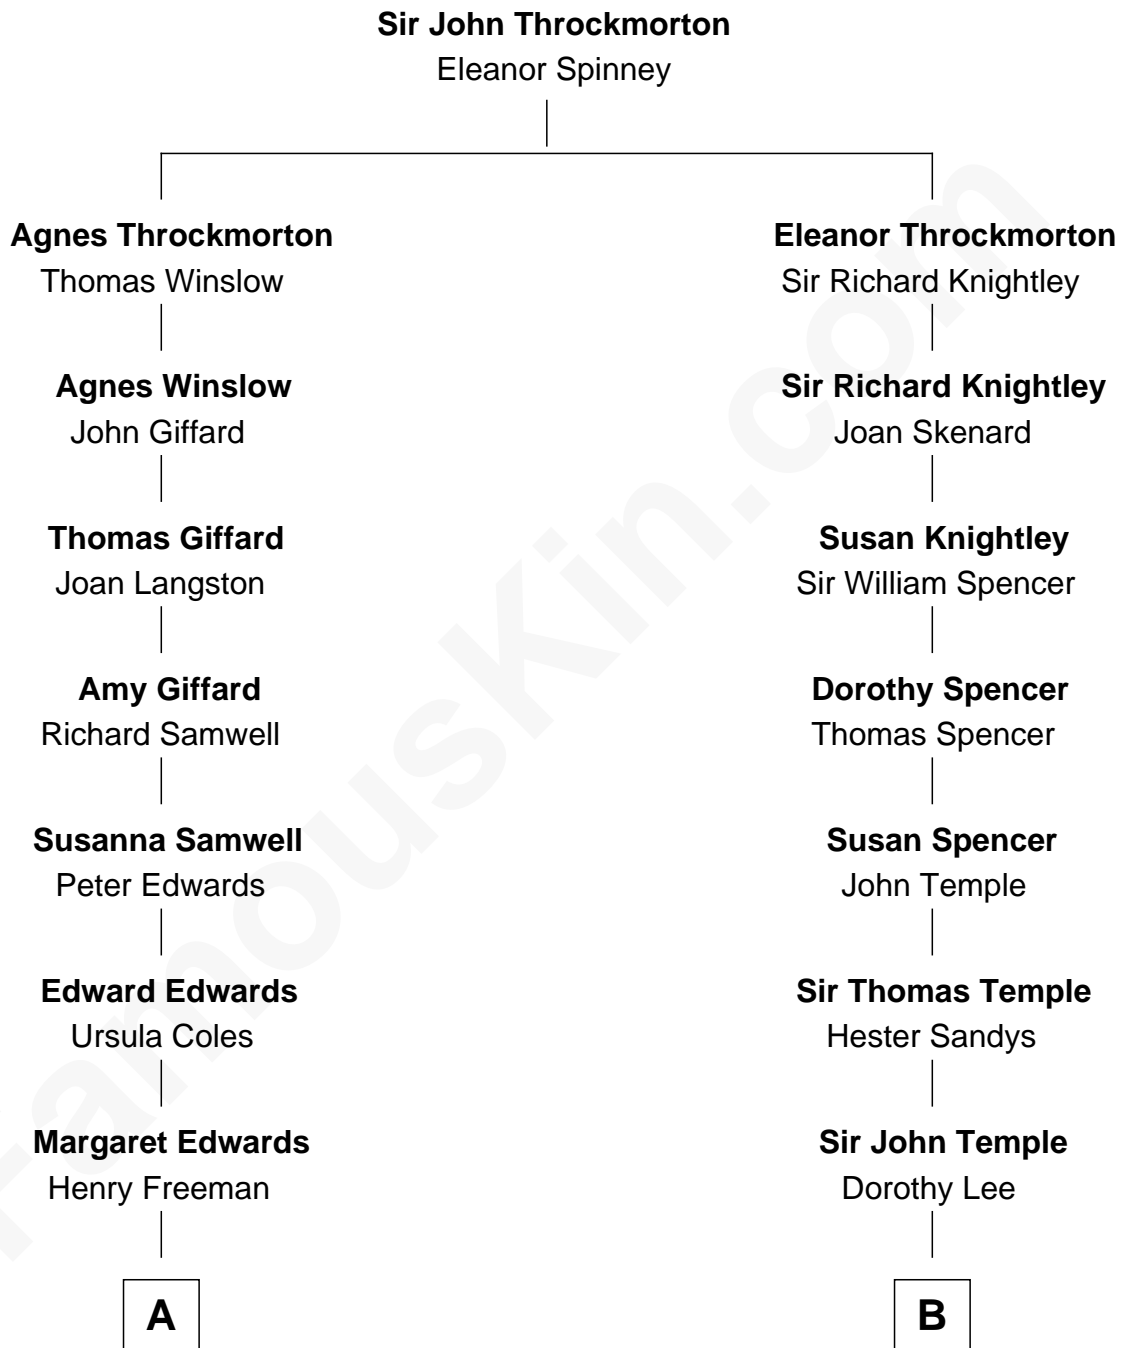 Sir John Throckmorton
Eleanor Spinney
Agnes Throckmorton
Thomas Winslow
Eleanor Throckmorton
Sir Richard Knightley
Agnes Winslow
John Giffard
Sir Richard Knightley
Joan Skenard
Thomas Giffard
Joan Langston
Susan Knightley
Sir William Spencer
Amy Giffard
Richard Samwell
Dorothy Spencer
Thomas Spencer
Susanna Samwell
Peter Edwards
Susan Spencer
John Temple
Edward Edwards
Ursula Coles
Sir Thomas Temple
Hester Sandys
Margaret Edwards
Henry Freeman
Sir John Temple
Dorothy Lee
A
B
FamousKin.com